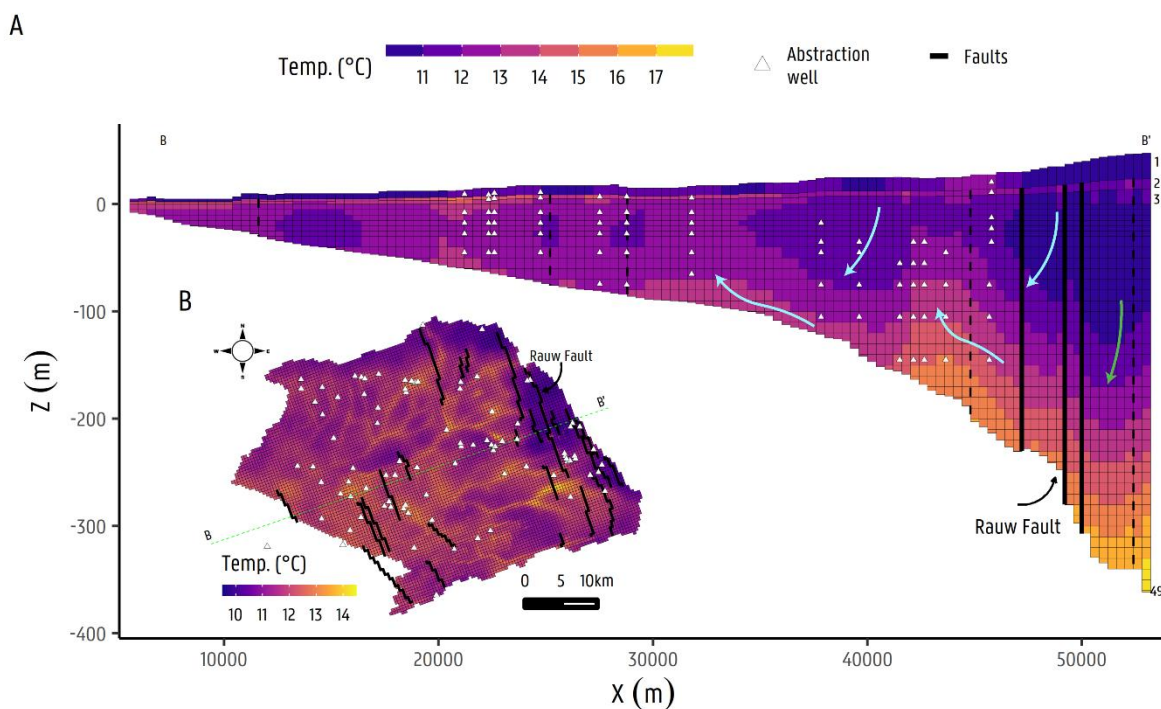 A
Temp. (°C)
11 12 13 14 15 16 17
Abstraction
well
Faults
B
B'
1
2
3
0
-100
-200
-300
-400
Z (m)
B
N
W E
S
Rauw Fault
B'
B
Temp. (°C)
10 11 12 13 14
0 5 10km
Rauw Fault
49
10000 20000 30000 40000 50000
X (m)